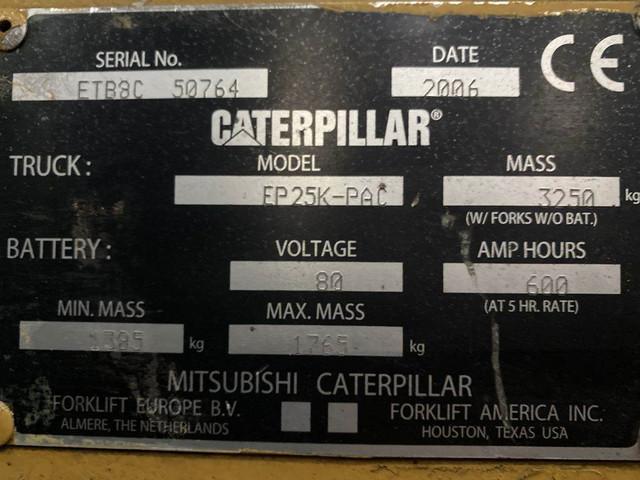 SERIAL No. DATE
ETB8C 50764 2006 CE
CATERPILLAR®
TRUCK: MODEL MASS
EP25K-PAC 3250 kg
(W/ FORKS W/O BAT.)
BATTERY: VOLTAGE AMP HOURS
80 600
(AT 5 HR. RATE)
MIN. MASS MAX. MASS
1385 kg 1765 kg
MITSUBISHI CATERPILLAR
FORKLIFT EUROPE B.V. FORKLIFT AMERICA INC.
ALMERE, THE NETHERLANDS HOUSTON, TEXAS USA